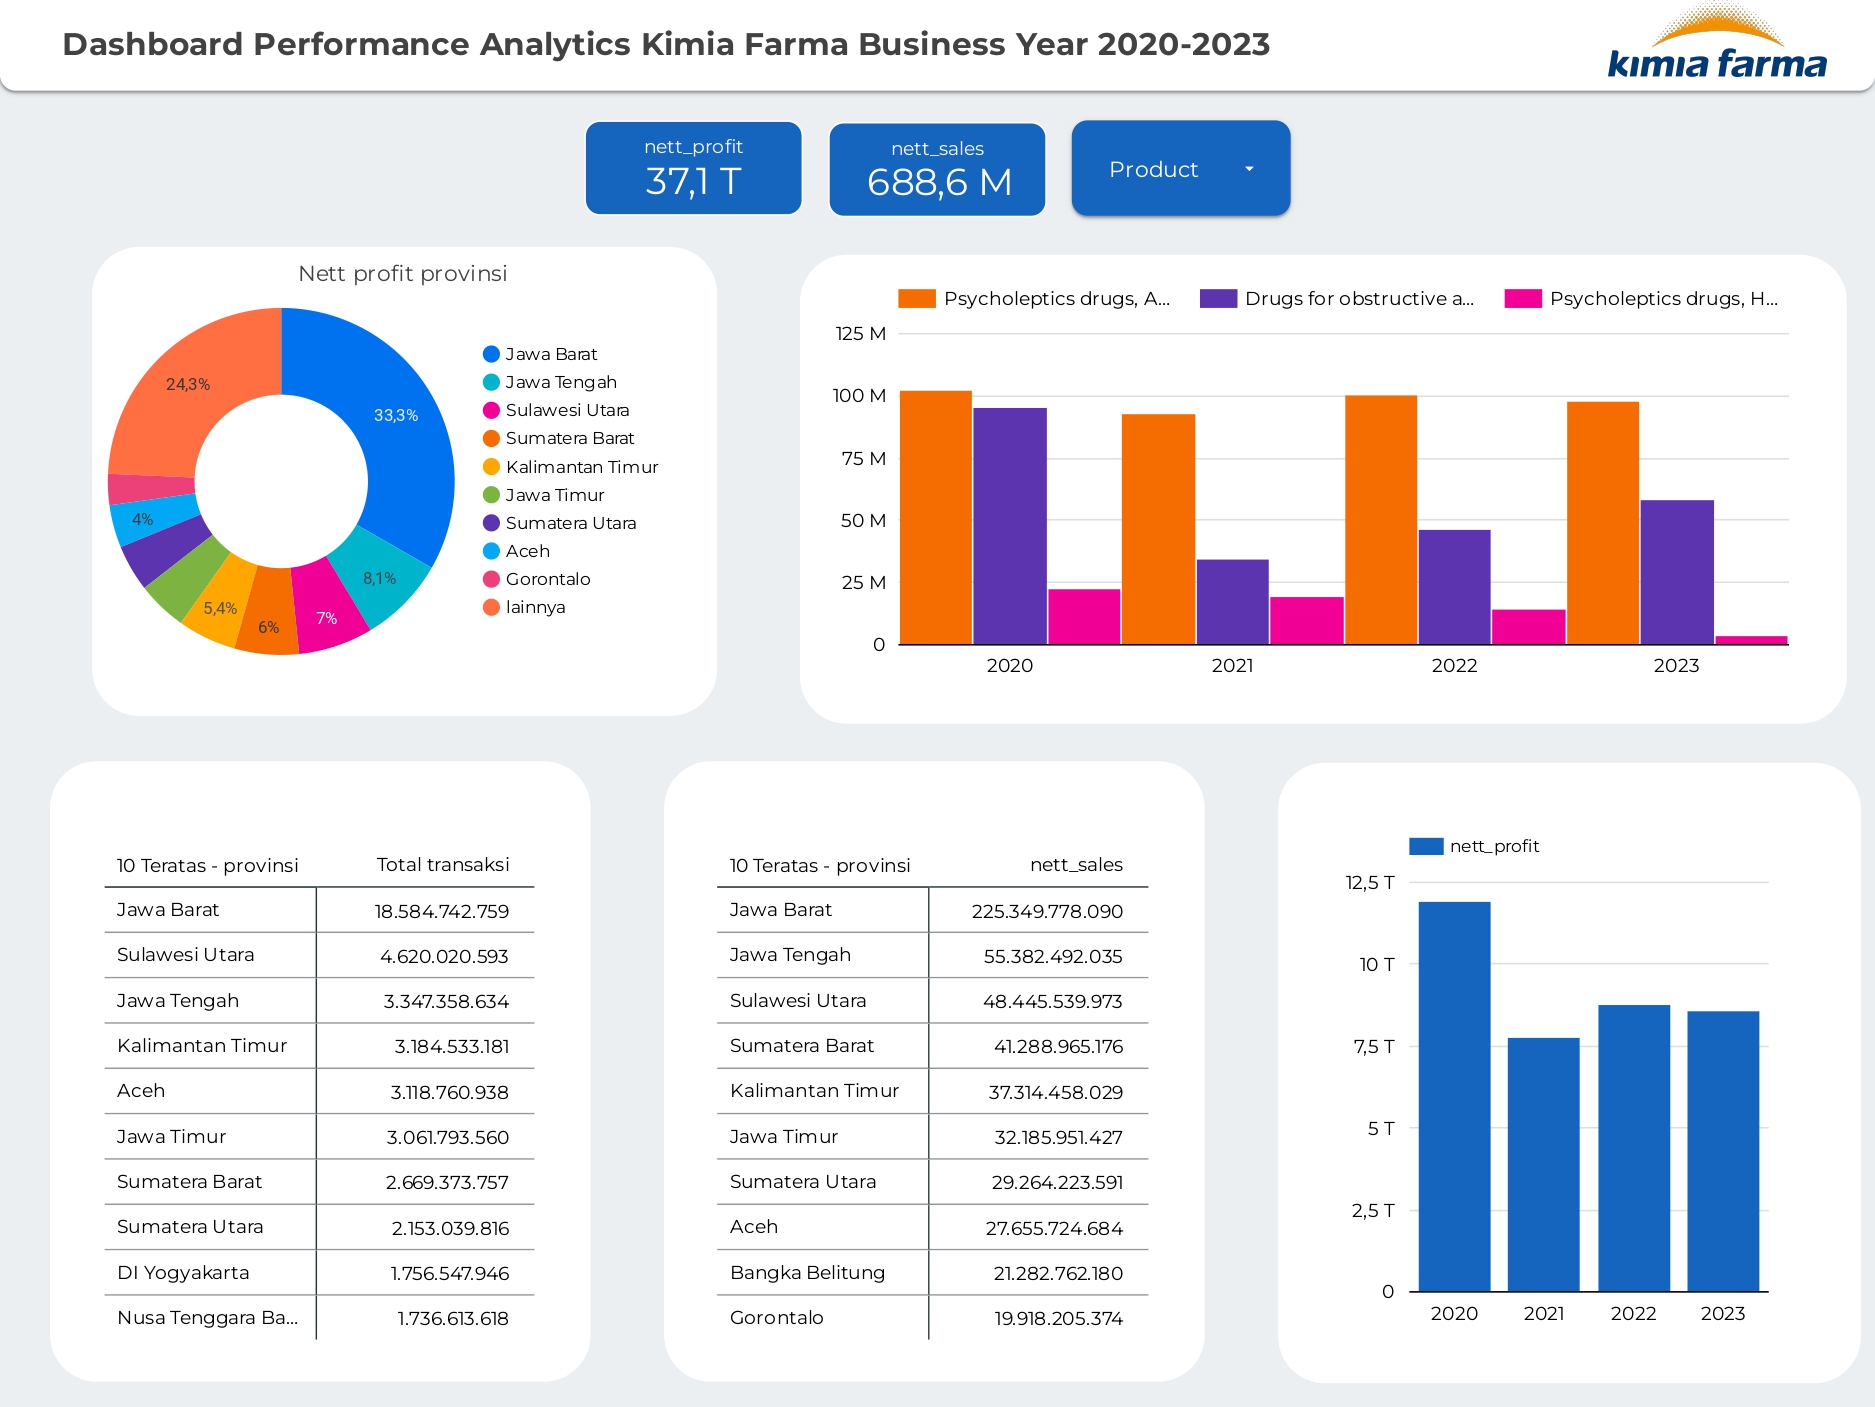 Dashboard Performance Analytics Kimia Farma Business Year 2020-2023
kimia farma
nett_profit
37,1 T
nett_sales
688,6 M
Product
Nett profit provinsi
24,3%
33,3%
4%
8,1%
5,4%
6%
7%
Jawa Barat
Jawa Tengah
Sulawesi Utara
Sumatera Barat
Kalimantan Timur
Jawa Timur
Sumatera Utara
Aceh
Gorontalo
lainnya
Psycholeptics drugs, A... Drugs for obstructive a... Psycholeptics drugs, H...
125 M
100 M
75 M
50 M
25 M
0
2020 2021 2022 2023
10 Teratas - provinsi Total transaksi
Jawa Barat 18.584.742.759
Sulawesi Utara 4.620.020.593
Jawa Tengah 3.347.358.634
Kalimantan Timur 3.184.533.181
Aceh 3.118.760.938
Jawa Timur 3.061.793.560
Sumatera Barat 2.669.373.757
Sumatera Utara 2.153.039.816
DI Yogyakarta 1.756.547.946
Nusa Tenggara Ba... 1.736.613.618
10 Teratas - provinsi nett_sales
Jawa Barat 225.349.778.090
Jawa Tengah 55.382.492.035
Sulawesi Utara 48.445.539.973
Sumatera Barat 41.288.965.176
Kalimantan Timur 37.314.458.029
Jawa Timur 32.185.951.427
Sumatera Utara 29.264.223.591
Aceh 27.655.724.684
Bangka Belitung 21.282.762.180
Gorontalo 19.918.205.374
nett_profit
12,5 T
10 T
7,5 T
5 T
2,5 T
0
2020 2021 2022 2023